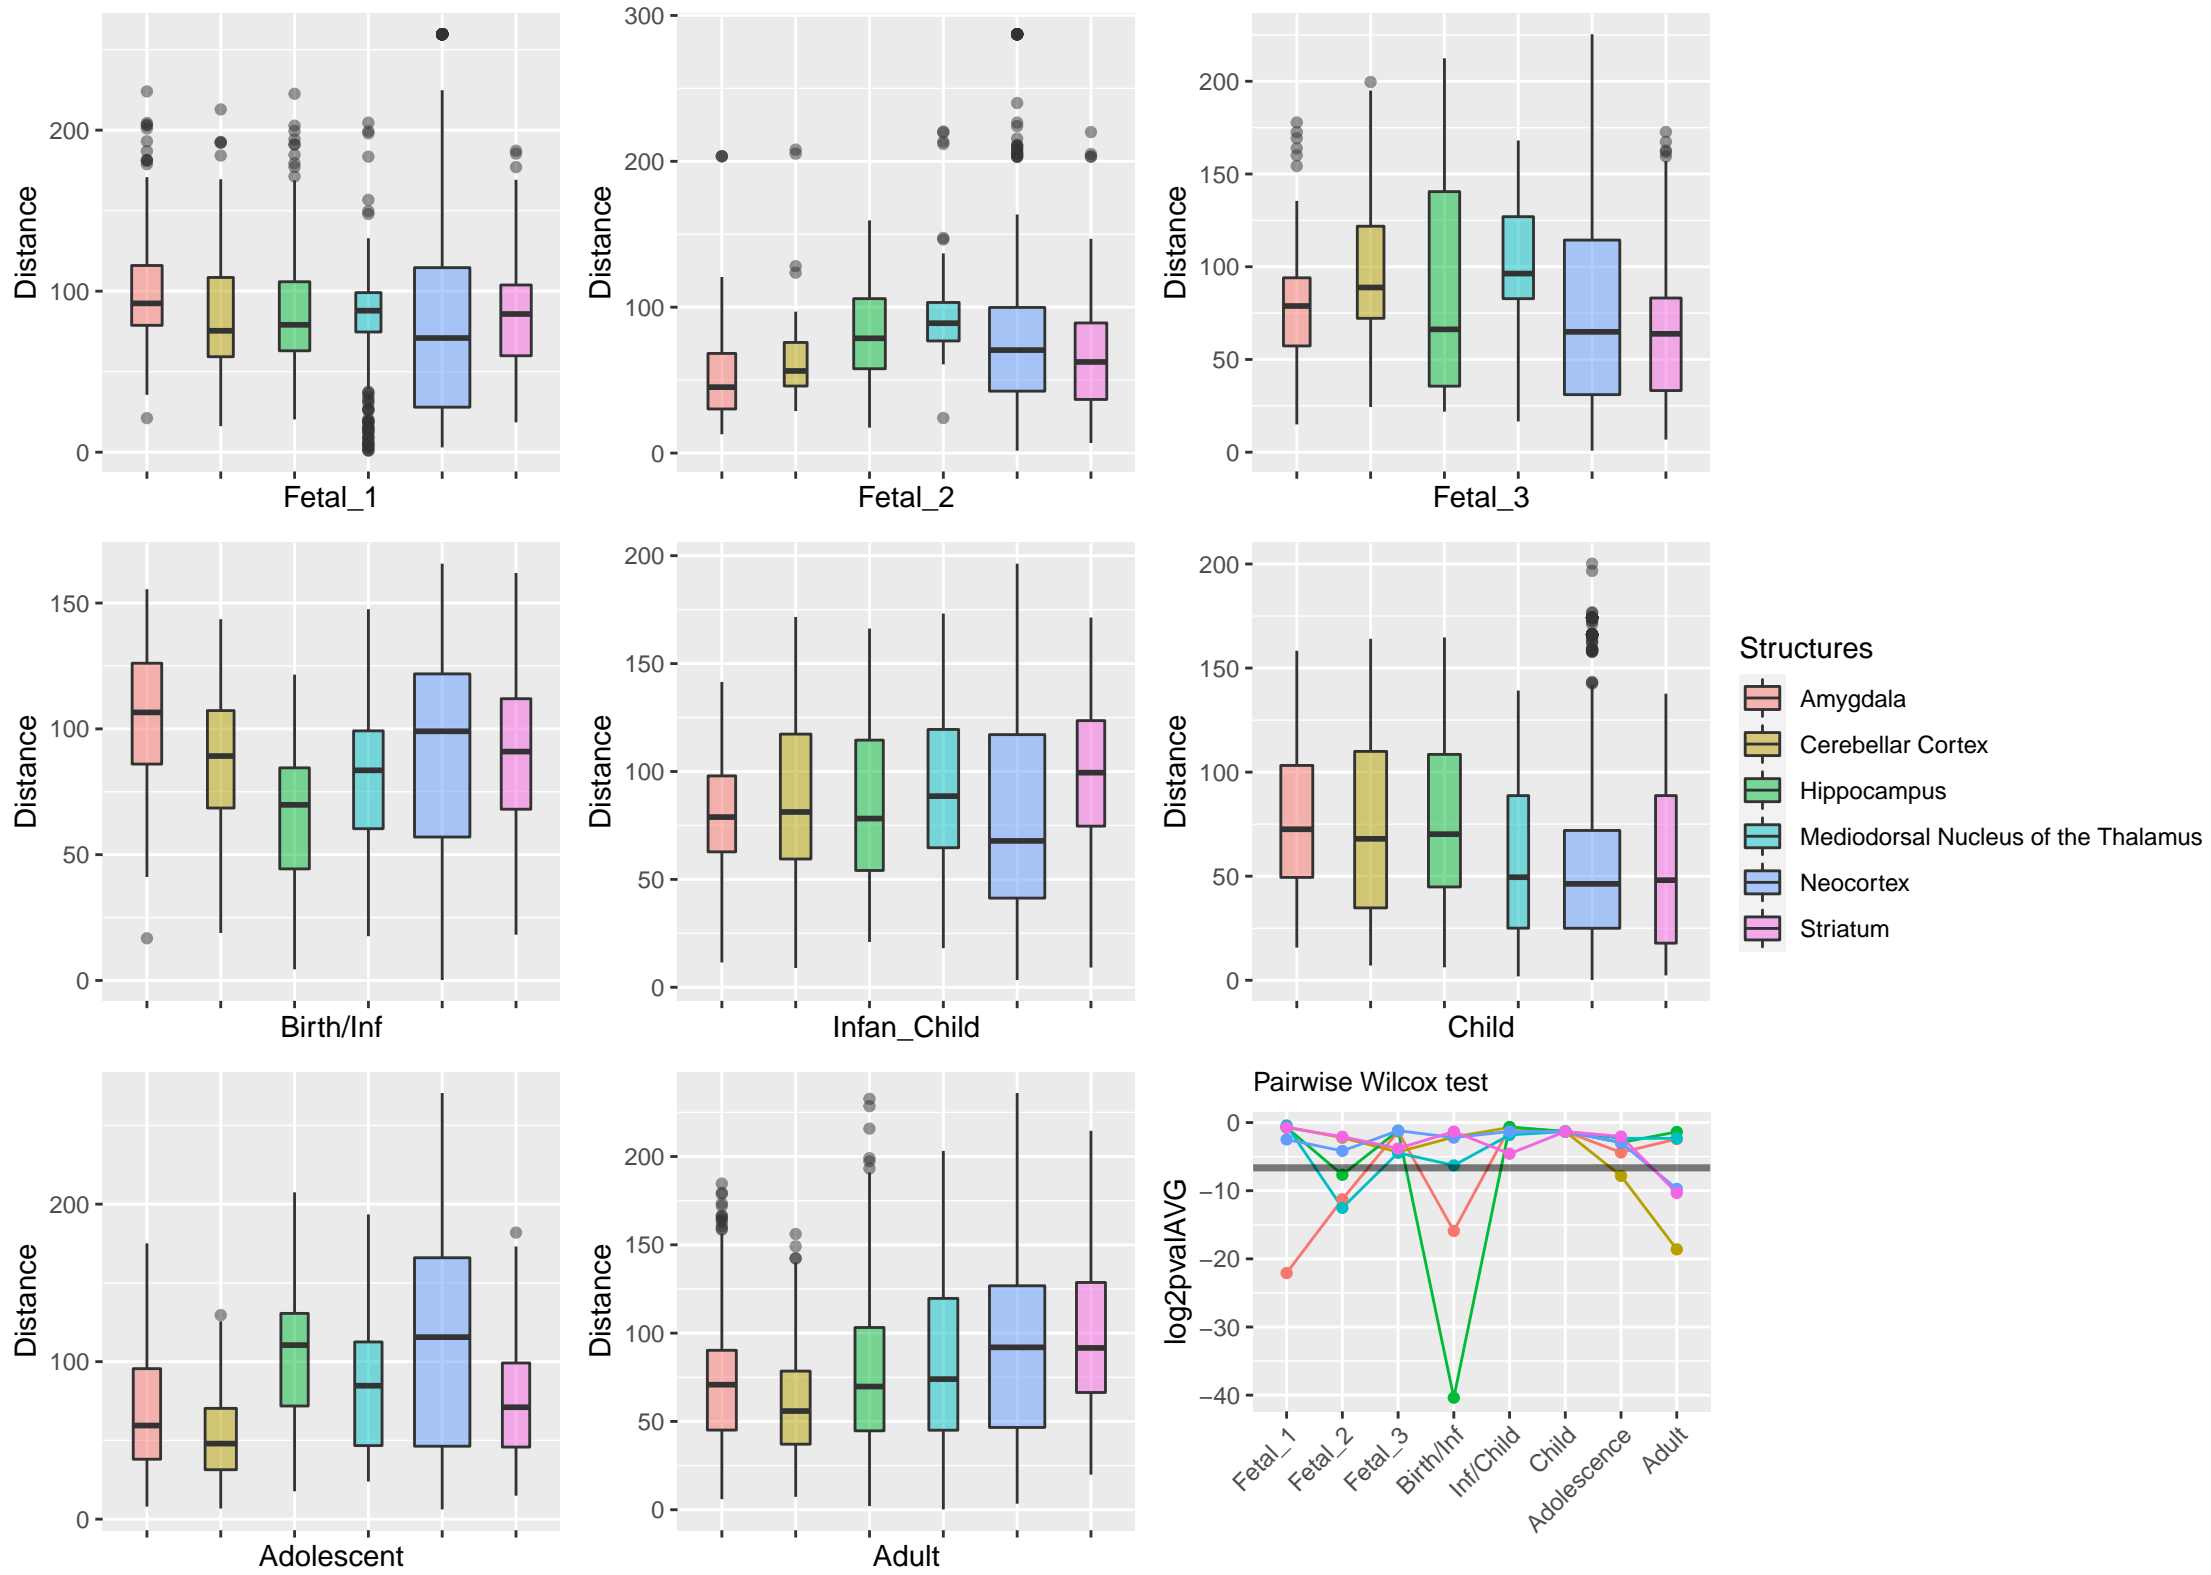 Distance
0
100
200
Fetal_1
Distance
0
100
200
300
Fetal_2
Distance
0
50
100
150
200
Fetal_3
Distance
0
50
100
150
Birth/Inf
Distance
0
50
100
150
200
Infan_Child
Distance
0
50
100
150
200
Child
Structures
Amygdala
Cerebellar Cortex
Hippocampus
Mediodorsal Nucleus of the Thalamus
Neocortex
Striatum
Distance
0
100
200
Adolescent
Distance
0
50
100
150
200
Adult
Pairwise Wilcox test
log2pvalAVG
0
−10
−20
−30
−40
Fetal_1
Fetal_2
Fetal_3
Birth/Inf
Inf/Child
Child
Adolescence
Adult